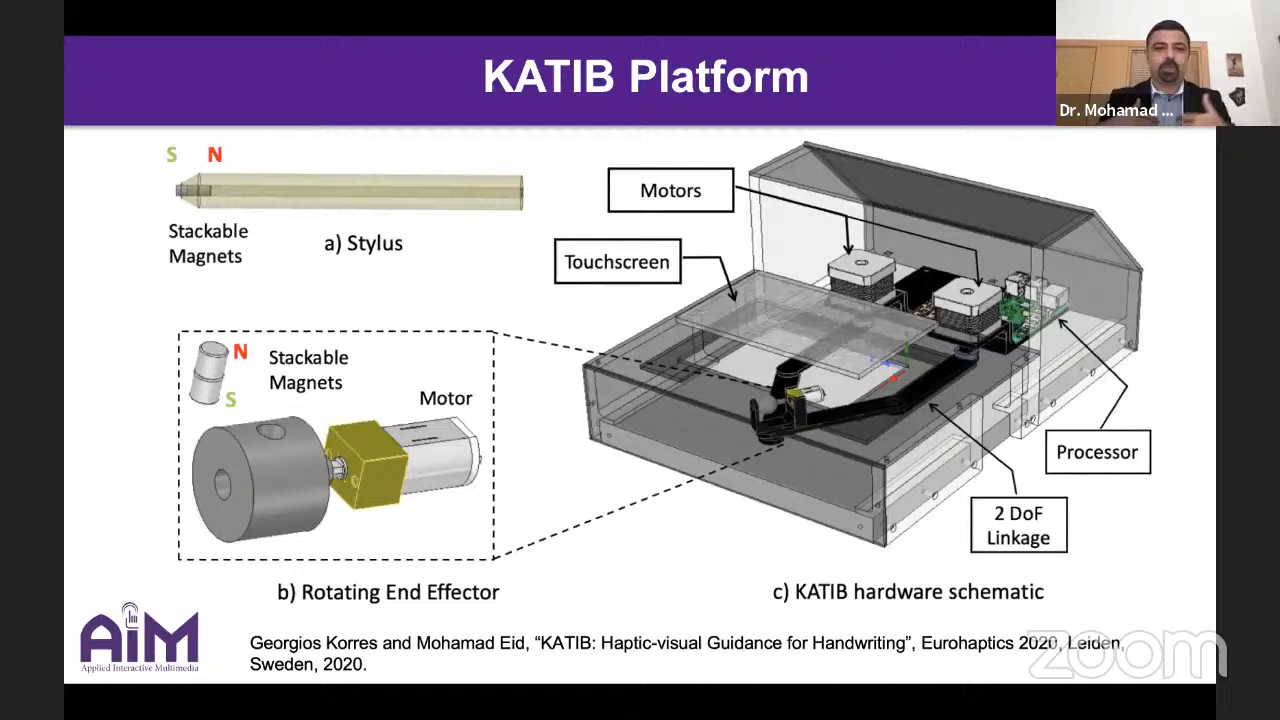 KATIB Platform
Dr. Mohamad ...
S N
Stackable
Magnets
a) Stylus
Motors
Touchscreen
N
S
Stackable
Magnets
Motor
Processor
2 DoF
Linkage
b) Rotating End Effector
c) KATIB hardware schematic
AiM
Applied Interactive Multimedia
Georgios Korres and Mohamad Eid, “KATIB: Haptic-visual Guidance for Handwriting”, Eurohaptics 2020, Leiden,
Sweden, 2020.
zoom